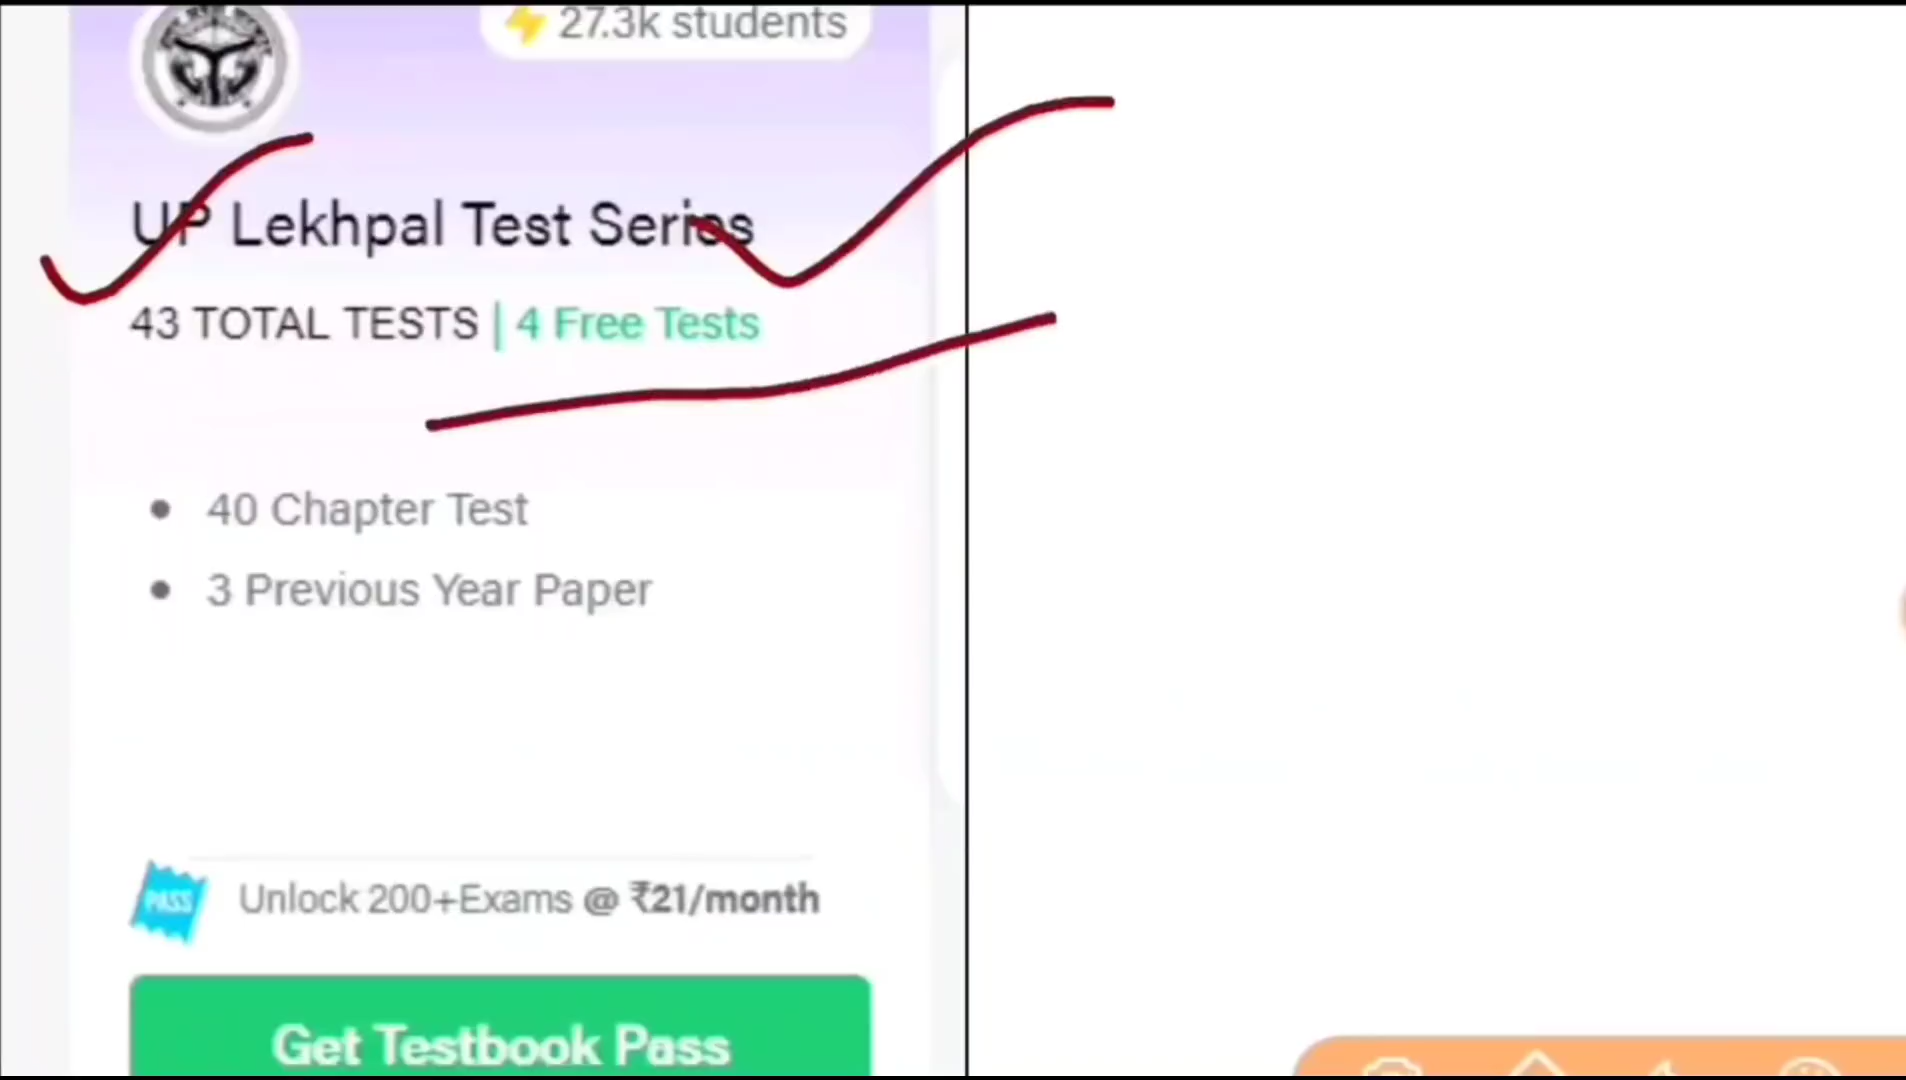 27.3k students
UP Lekhpal Test Series
43 TOTAL TESTS | 4 Free Tests
40 Chapter Test
3 Previous Year Paper
PASS Unlock 200+Exams @ ₹21/month
Get Testbook Pass